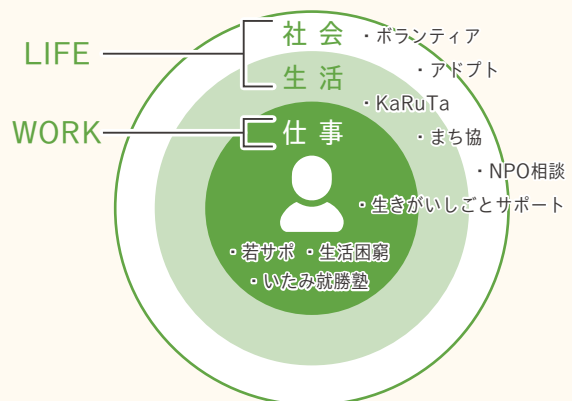 LIFE
社会
・ボランティア
生活
・アドプト
・KaRuTa
WORK
仕事
・まち協
・NPO相談
・生きがいしごとサポート
・若サポ ・生活困窮
・いたみ就勝塾